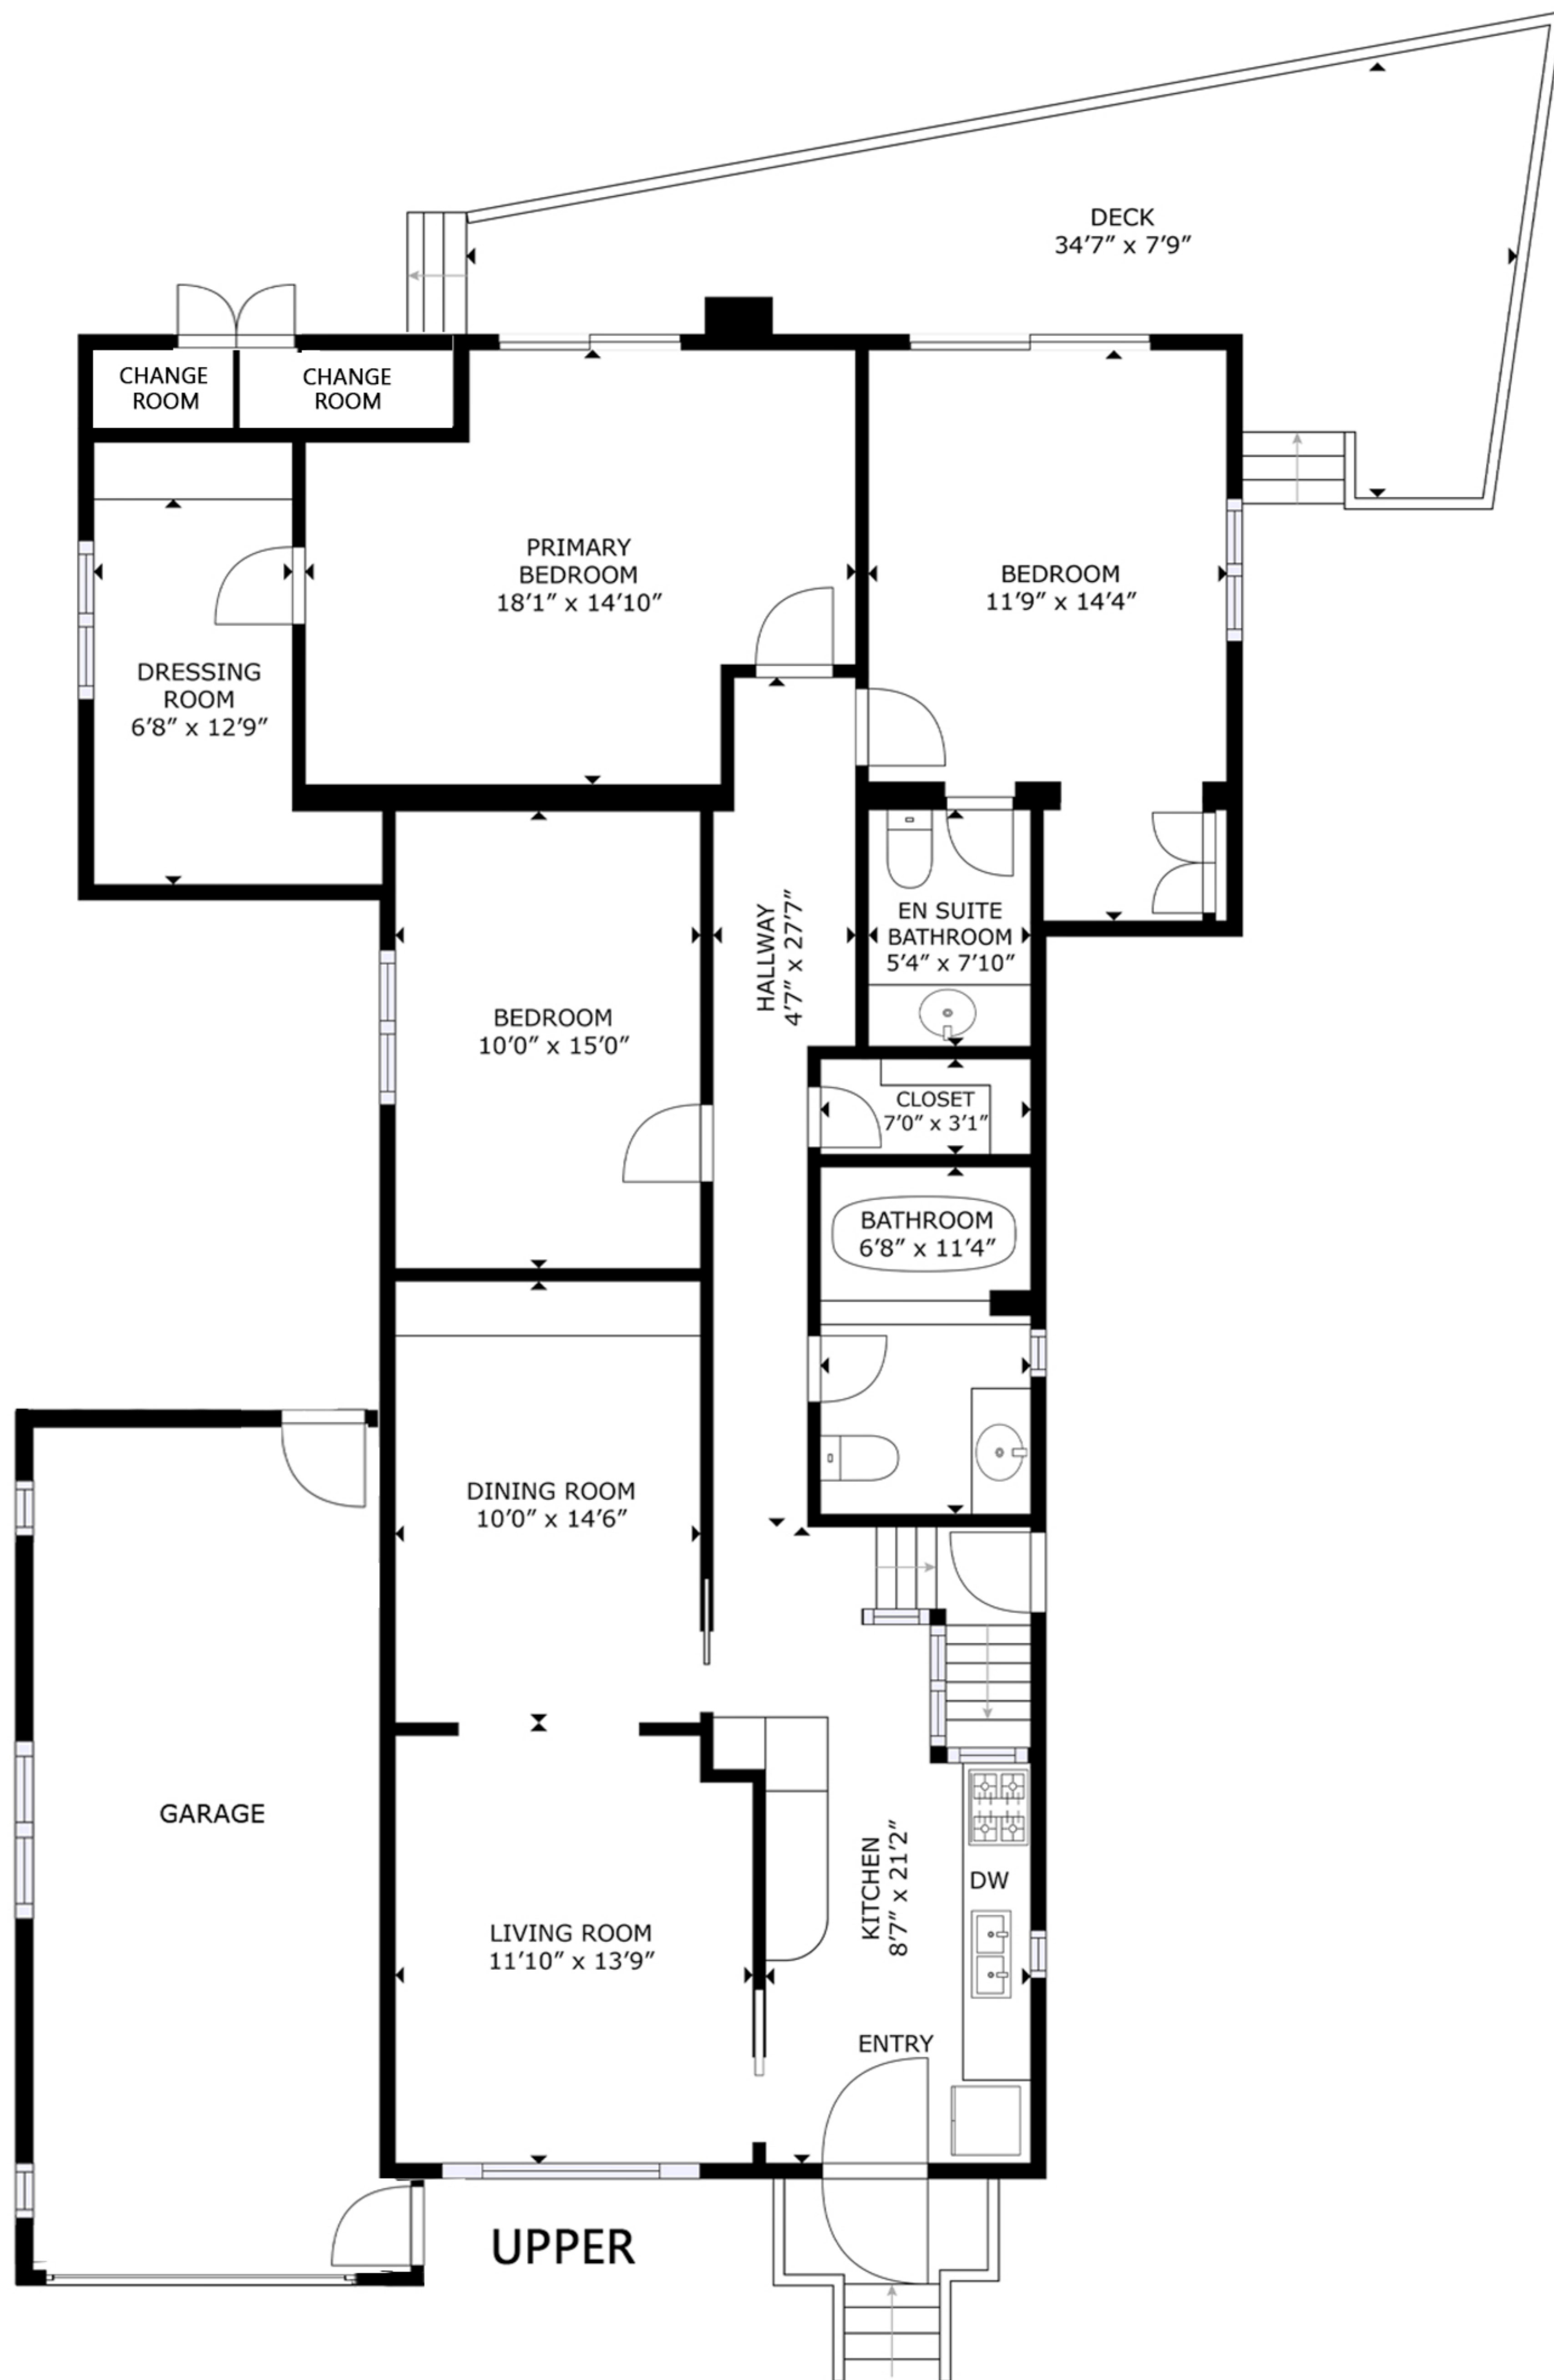 DECK
34'7" x 7'9"
CHANGE
ROOM
CHANGE
ROOM
PRIMARY
BEDROOM
18'1" x 14'10"
BEDROOM
11'9" x 14'4"
DRESSING
ROOM
6'8" x 12'9"
HALLWAY
4'7" x 27'7"
EN SUITE
BATHROOM
5'4" x 7'10"
BEDROOM
10'0" x 15'0"
CLOSET
7'0" x 3'1"
BATHROOM
6'8" x 11'4"
DINING ROOM
10'0" x 14'6"
GARAGE
KITCHEN
8'7" x 21'2"
DW
LIVING ROOM
11'10" x 13'9"
ENTRY
UPPER